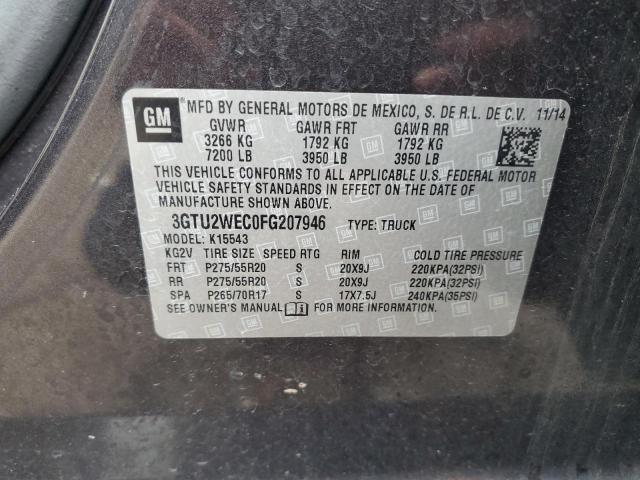 GM MFD BY GENERAL MOTORS DE MEXICO, S. DE R.L. DE C.V. 11/14
GVWR GAWR FRT GAWR RR
3266 KG 1792 KG 1792 KG
7200 LB 3950 LB 3950 LB
THIS VEHICLE CONFORMS TO ALL APPLICABLE U.S. FEDERAL MOTOR
VEHICLE SAFETY STANDARDS IN EFFECT ON THE DATE OF
MANUFACTURE SHOWN ABOVE.
3GTU2WEC0FG207946 TYPE: TRUCK
MODEL: K15543
KG2V TIRE SIZE SPEED RTG RIM COLD TIRE PRESSURE
FRT P275/55R20 S 20X9J 220KPA(32PSI)
RR P275/55R20 S 20X9J 220KPA(32PSI)
SPA P265/70R17 S 17X7.5J 240KPA(35PSI)
SEE OWNER'S MANUAL FOR MORE INFORMATION.